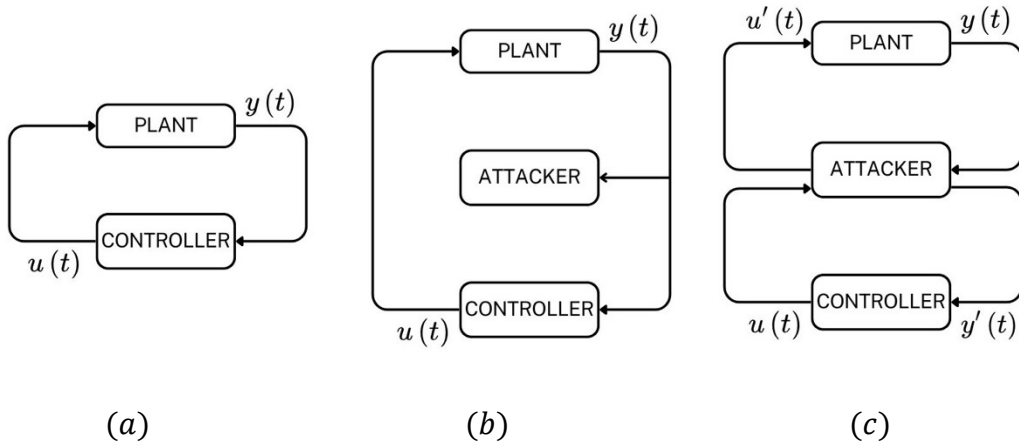 y(t)
PLANT
CONTROLLER
u(t)
(a)
y(t)
PLANT
ATTACKER
CONTROLLER
u(t)
(b)
u′(t)
y(t)
PLANT
ATTACKER
CONTROLLER
u(t)
y′(t)
(c)